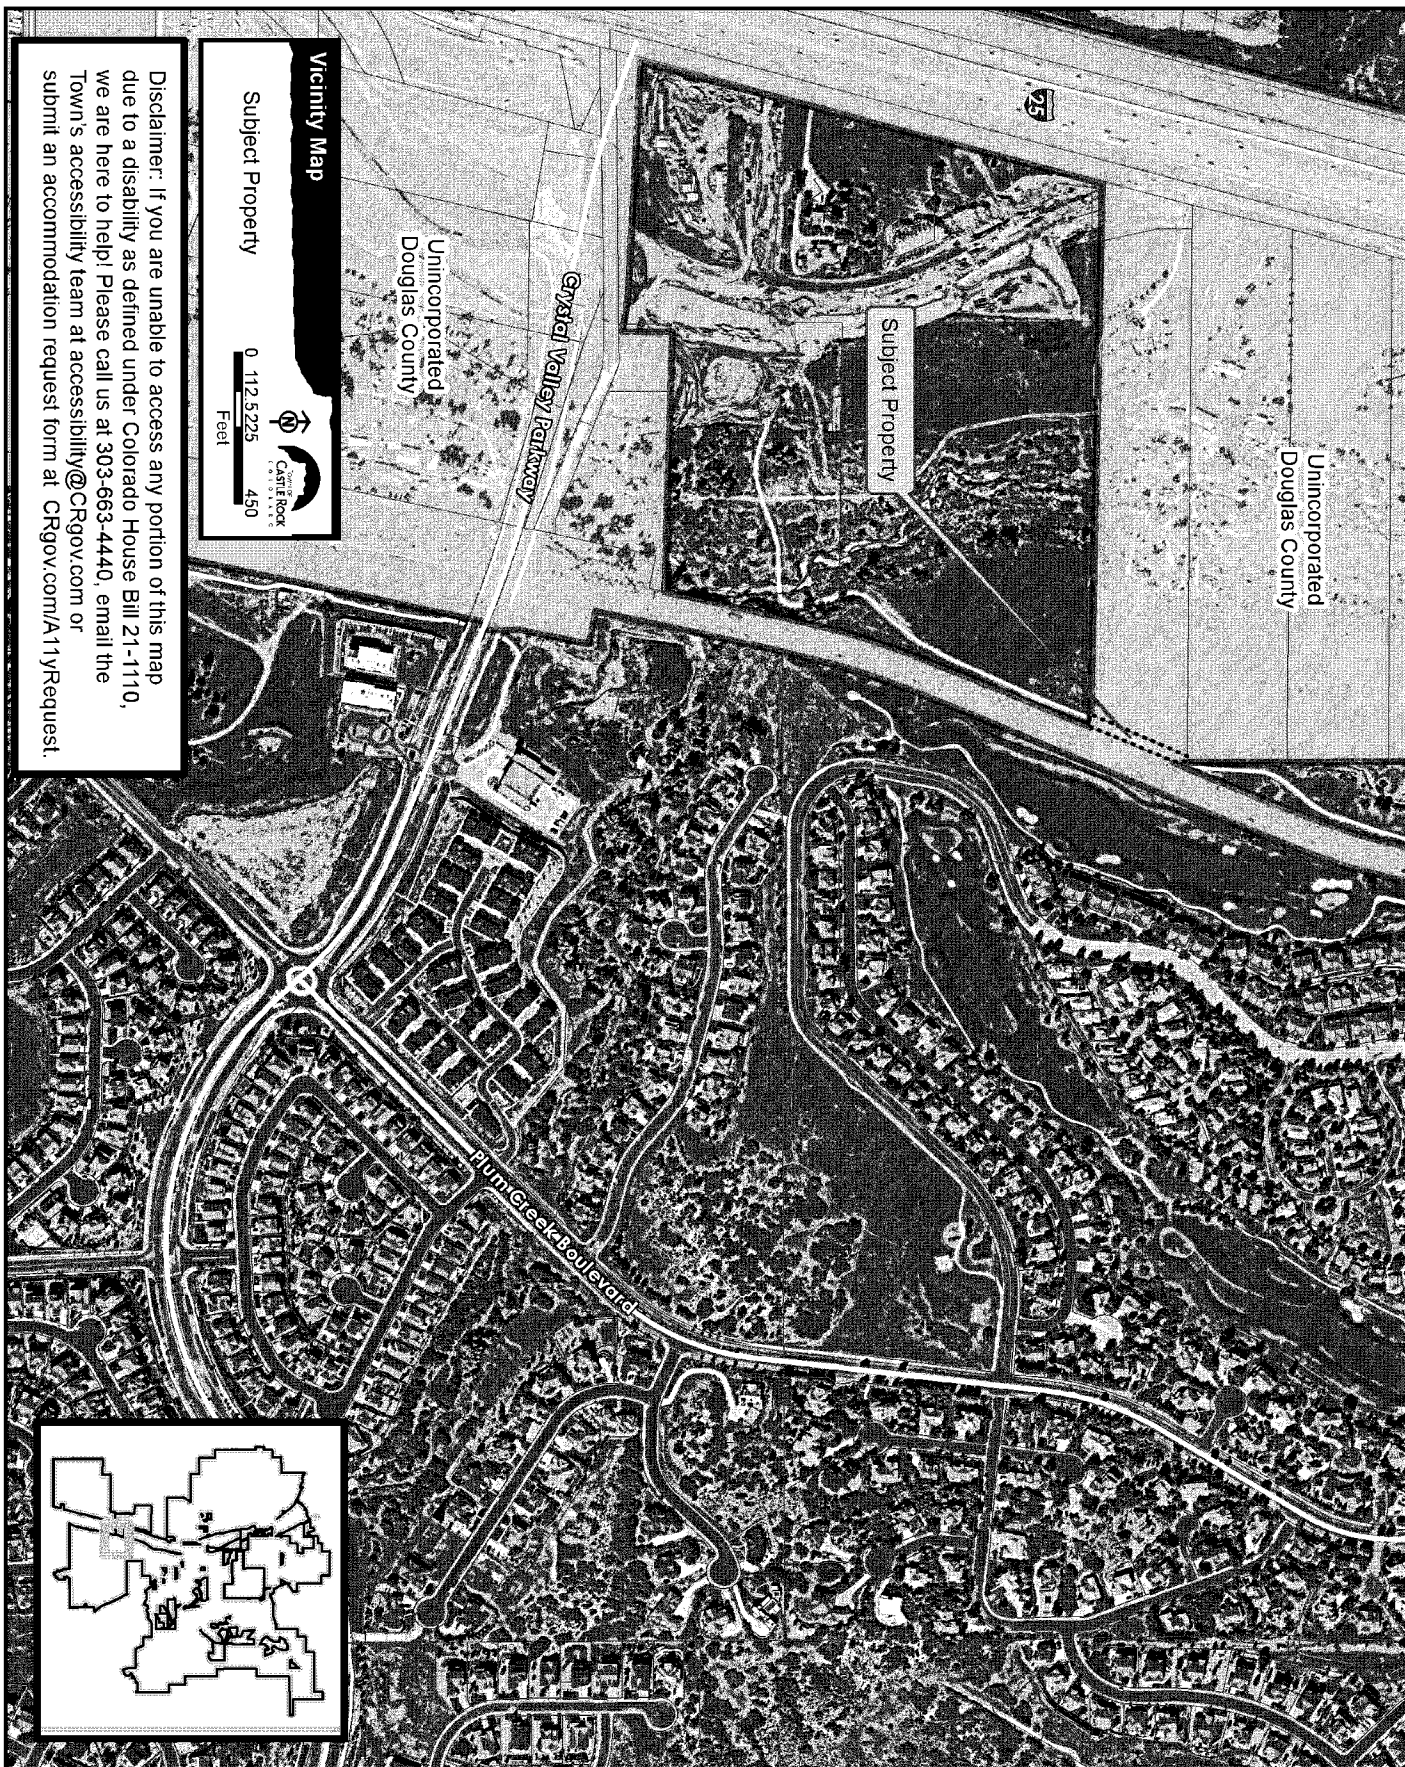 25
Unincorporated
Douglas County
Subject Property
Unincorporated
Douglas County
Crystal Valley Parkway
Plum Creek Boulevard
Vicinity Map
Subject Property
N
TOWN OF
CASTLE ROCK
COLORADO
0 112.5 225 450
Feet
Disclaimer: If you are unable to access any portion of this map
due to a disability as defined under Colorado House Bill 21-1110,
we are here to help! Please call us at 303-663-4440, email the
Town's accessibility team at accessibility@CRgov.com or
submit an accommodation request form at CRgov.com/A11yRequest.